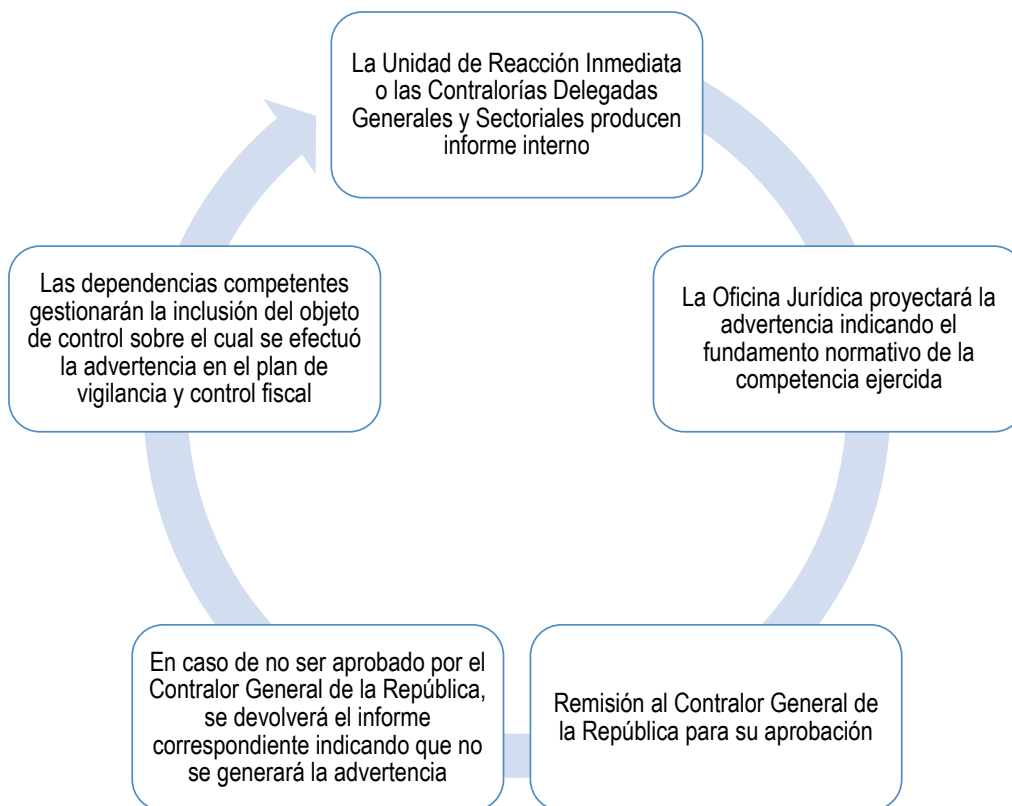 La Unidad de Reacción Inmediata
o las Contralorías Delegadas
Generales y Sectoriales producen
informe interno
La Oficina Jurídica proyectará la
advertencia indicando el
fundamento normativo de la
competencia ejercida
Remisión al Contralor General de
la República para su aprobación
En caso de no ser aprobado por el
Contralor General de la República,
se devolverá el informe
correspondiente indicando que no
se generará la advertencia
Las dependencias competentes
gestionarán la inclusión del objeto
de control sobre el cual se efectuó
la advertencia en el plan de
vigilancia y control fiscal